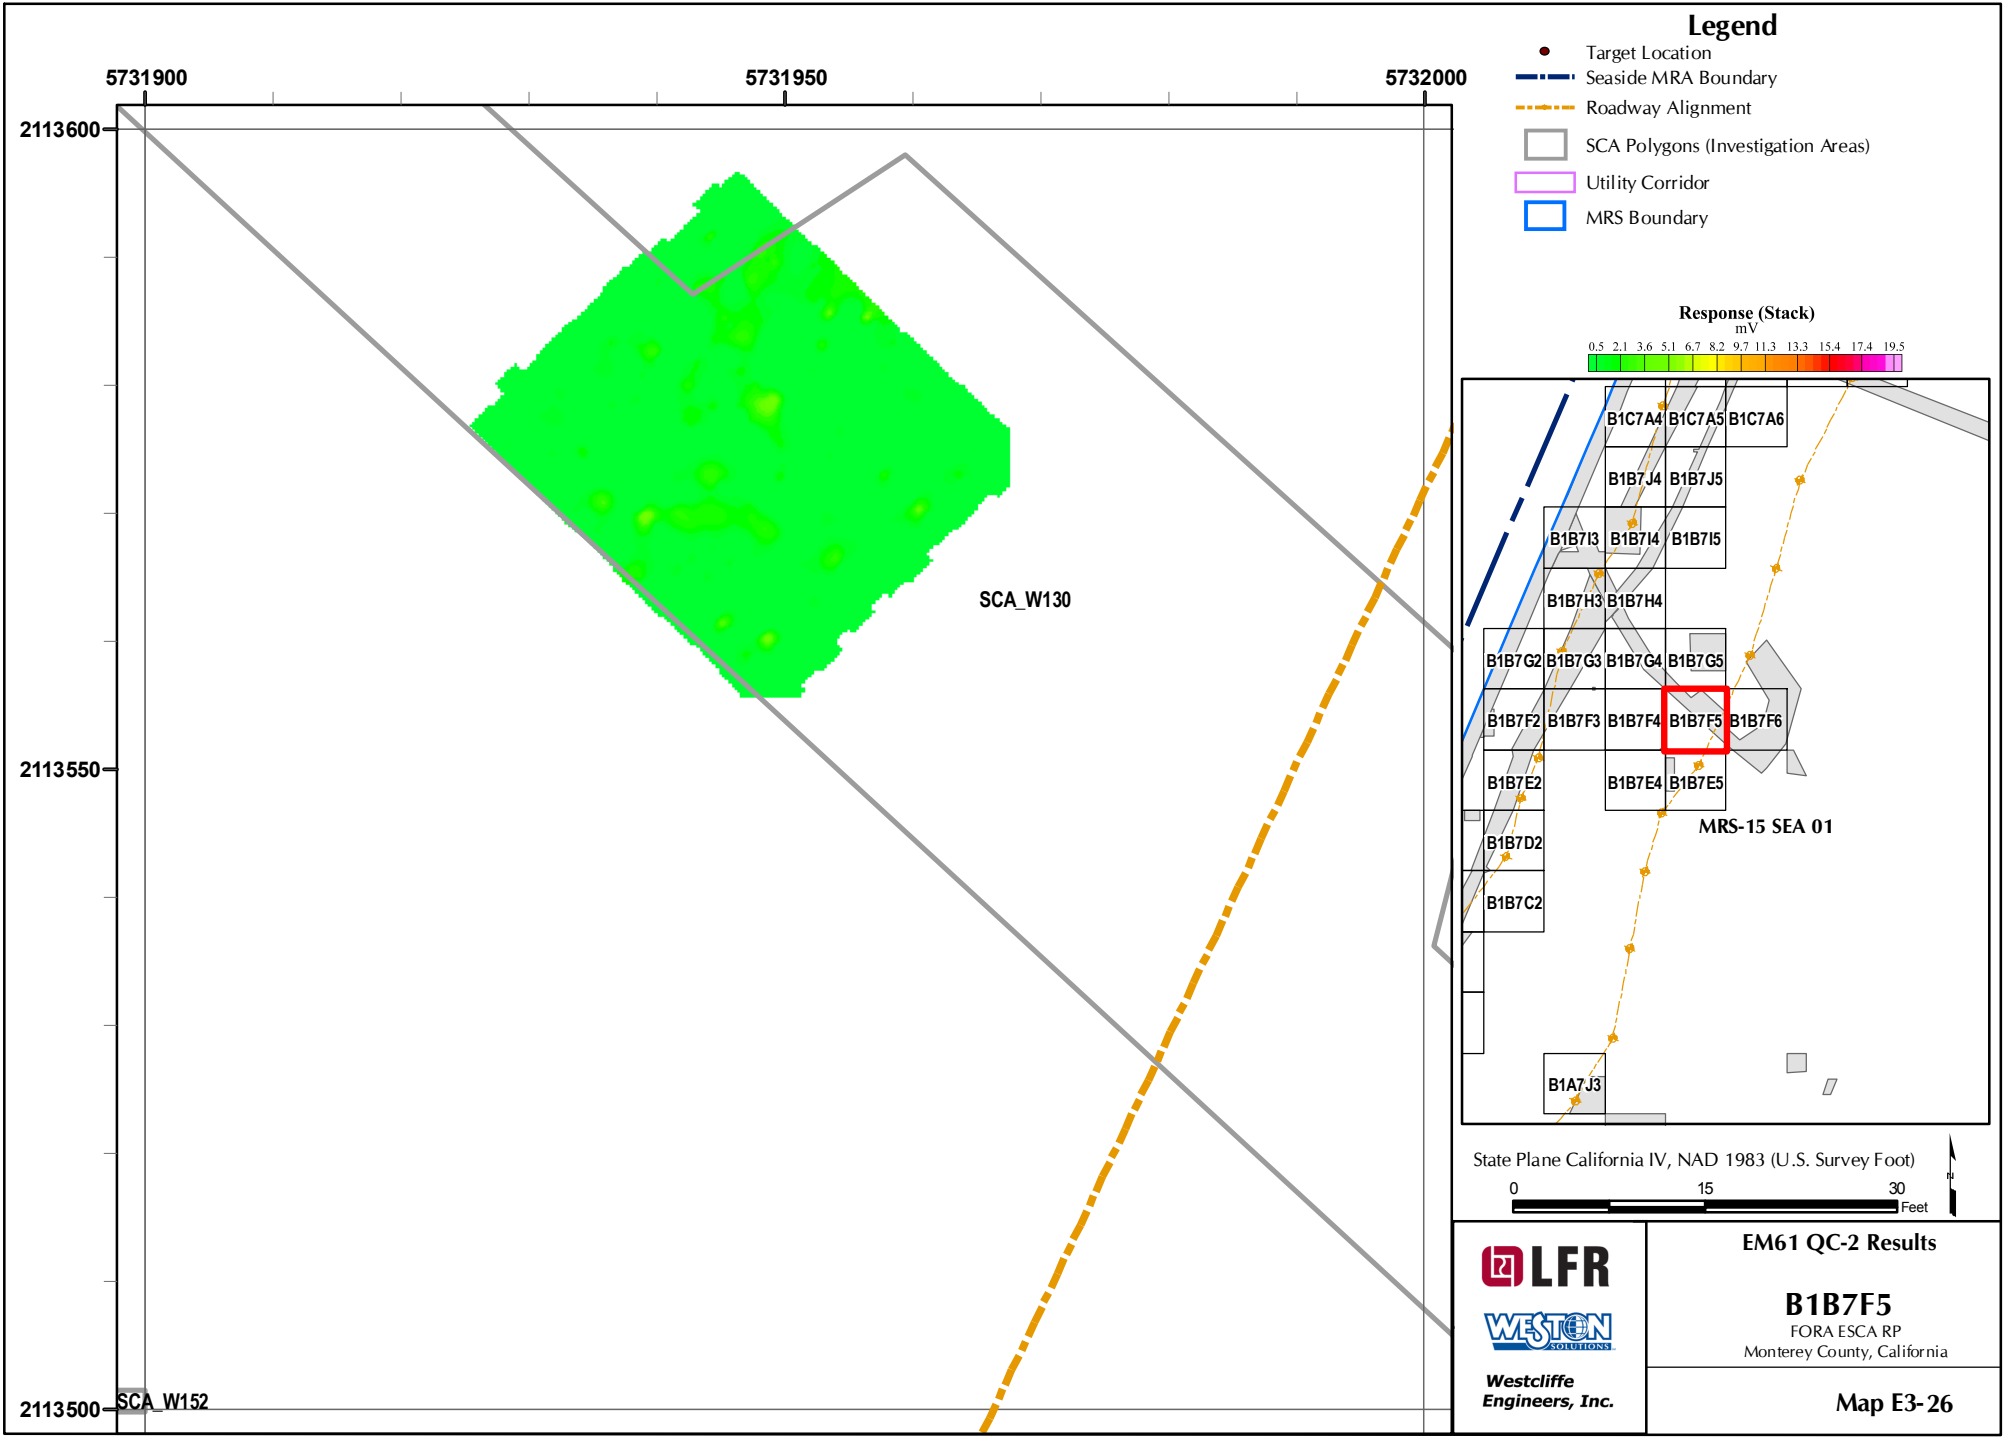 5731900
5731950
5732000
2113600
2113550
2113500
SCA_W130
SCA_W152
Legend
Target Location
Seaside MRA Boundary
Roadway Alignment
SCA Polygons (Investigation Areas)
Utility Corridor
MRS Boundary
Response (Stack)
mV
0.5 2.1 3.6 5.1 6.7 8.2 9.7 11.3 13.3 15.4 17.4 19.5
B1C7A4 B1C7A5 B1C7A6
B1B7J4 B1B7J5
B1B7I3 B1B7I4 B1B7I5
B1B7H3 B1B7H4
B1B7G2 B1B7G3 B1B7G4 B1B7G5
B1B7F2 B1B7F3 B1B7F4 B1B7F5 B1B7F6
B1B7E2 B1B7E4 B1B7E5
MRS-15 SEA 01
B1B7D2
B1B7C2
B1A7J3
State Plane California IV, NAD 1983 (U.S. Survey Foot)
0 15 30
Feet
N
LFR
WESTON
SOLUTIONS
Westcliffe
Engineers, Inc.
EM61 QC-2 Results
B1B7F5
FORA ESCA RP
Monterey County, California
Map E3-26